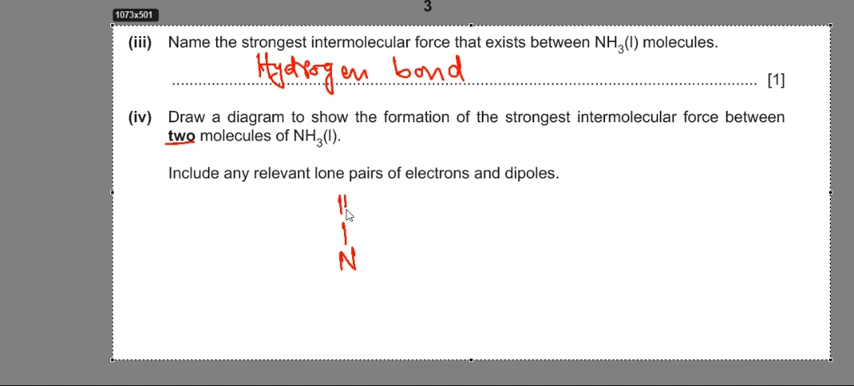 3
1073x501
(iii) Name the strongest intermolecular force that exists between NH₃(l) molecules.
Hydrogen bond
[1]
(iv) Draw a diagram to show the formation of the strongest intermolecular force between
two molecules of NH₃(l).
Include any relevant lone pairs of electrons and dipoles.
N